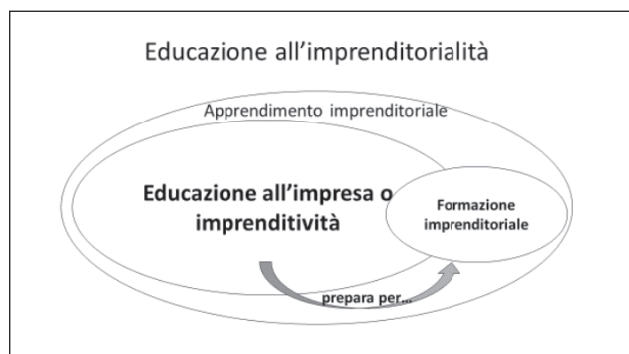 Educazione all’imprenditorialità
Apprendimento imprenditoriale
Educazione all’impresa o
imprenditività
Formazione
imprenditoriale
prepara per...